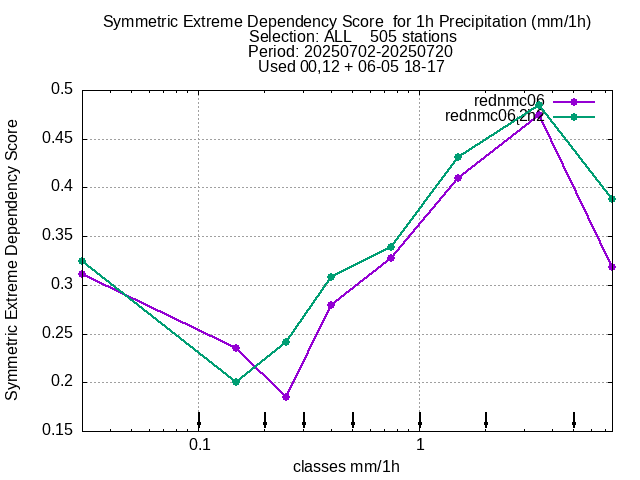 Symmetric Extreme Dependency Score  for 1h Precipitation (mm/1h)
Selection: ALL    505 stations
Period: 20250702-20250720
Used 00,12 + 06-05 18-17
rednmc06
rednmc06,2h2
0.5
0.45
0.4
0.35
0.3
0.25
0.2
0.15
Symmetric Extreme Dependency Score
0.1
1
classes mm/1h